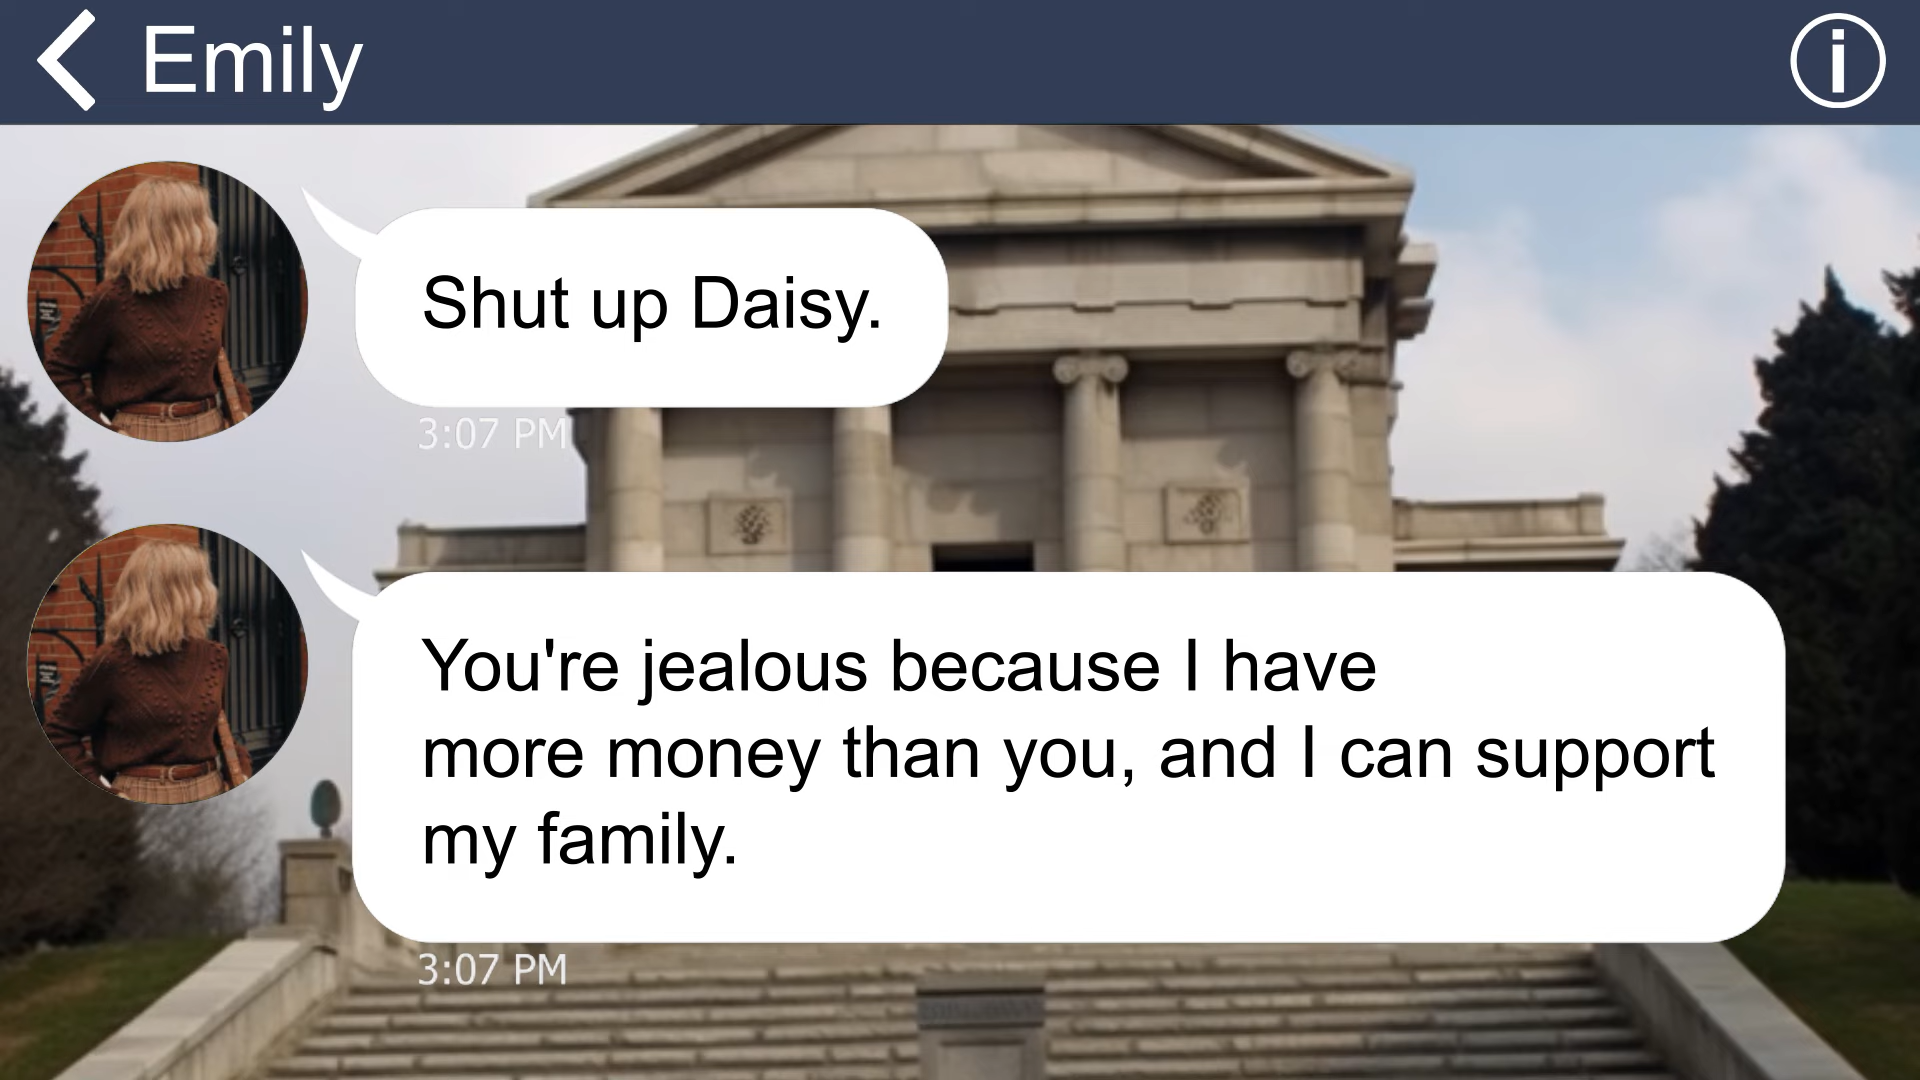 Emily
Shut up Daisy.
3:07 PM
You're jealous because I have
more money than you, and I can support
my family.
3:07 PM